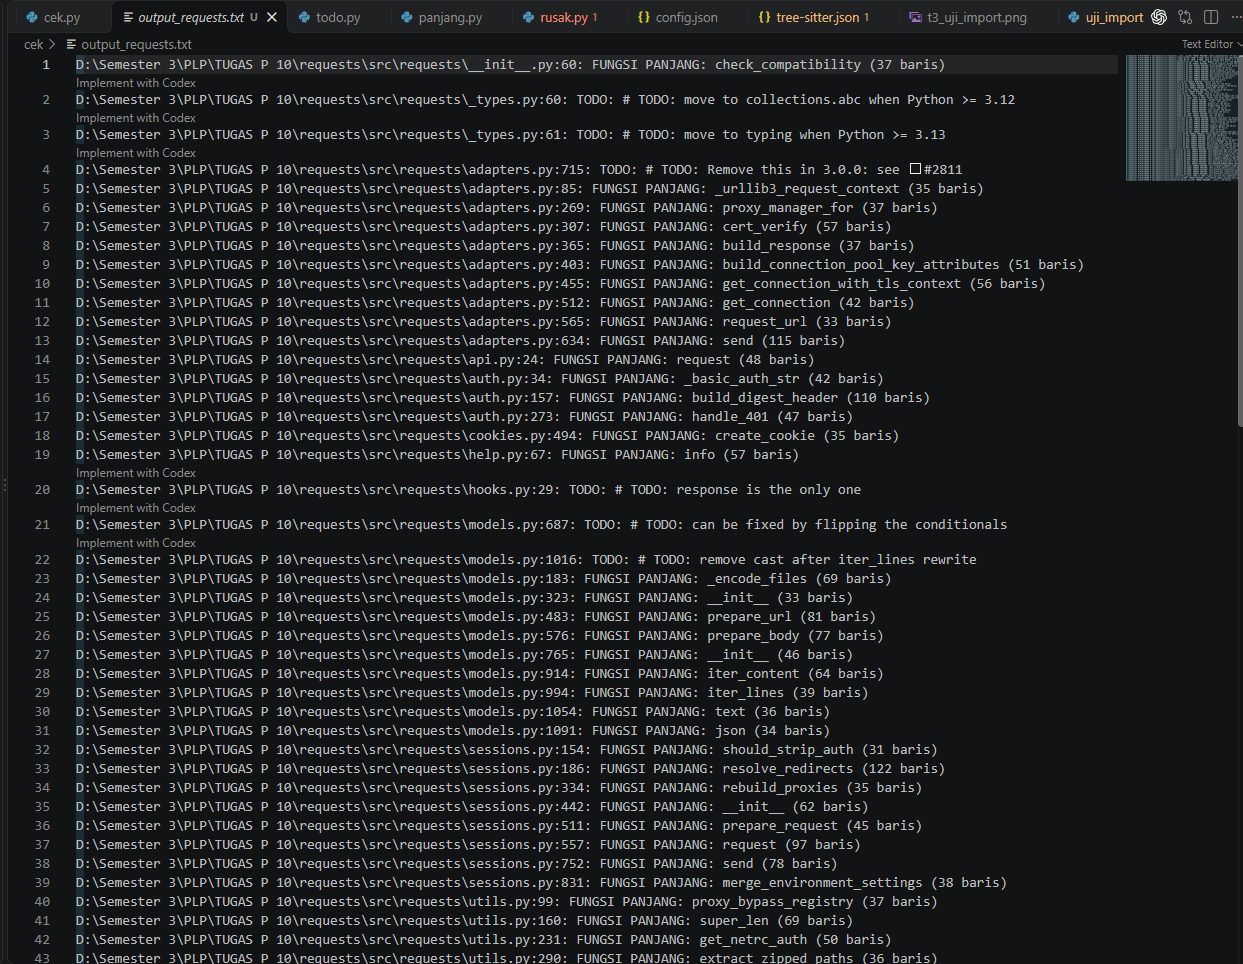 cek.py output_requests.txt U todo.py panjang.py rusak.py 1 config.json tree-sitter.json 1 t3_uji_import.png uji_import
cek > output_requests.txt
Text Editor
1 D:\Semester 3\PLP\TUGAS P 10\requests\src\requests\__init__.py:60: FUNGSI PANJANG: check_compatibility (37 baris)
Implement with Codex
2 D:\Semester 3\PLP\TUGAS P 10\requests\src\requests\_types.py:60: TODO: # TODO: move to collections.abc when Python >= 3.12
Implement with Codex
3 D:\Semester 3\PLP\TUGAS P 10\requests\src\requests\_types.py:61: TODO: # TODO: move to typing when Python >= 3.13
Implement with Codex
4 D:\Semester 3\PLP\TUGAS P 10\requests\src\requests\adapters.py:715: TODO: # TODO: Remove this in 3.0.0: see #2811
5 D:\Semester 3\PLP\TUGAS P 10\requests\src\requests\adapters.py:85: FUNGSI PANJANG: _urllib3_request_context (35 baris)
6 D:\Semester 3\PLP\TUGAS P 10\requests\src\requests\adapters.py:269: FUNGSI PANJANG: proxy_manager_for (37 baris)
7 D:\Semester 3\PLP\TUGAS P 10\requests\src\requests\adapters.py:307: FUNGSI PANJANG: cert_verify (57 baris)
8 D:\Semester 3\PLP\TUGAS P 10\requests\src\requests\adapters.py:365: FUNGSI PANJANG: build_response (37 baris)
9 D:\Semester 3\PLP\TUGAS P 10\requests\src\requests\adapters.py:403: FUNGSI PANJANG: build_connection_pool_key_attributes (51 baris)
10 D:\Semester 3\PLP\TUGAS P 10\requests\src\requests\adapters.py:455: FUNGSI PANJANG: get_connection_with_tls_context (56 baris)
11 D:\Semester 3\PLP\TUGAS P 10\requests\src\requests\adapters.py:512: FUNGSI PANJANG: get_connection (42 baris)
12 D:\Semester 3\PLP\TUGAS P 10\requests\src\requests\adapters.py:565: FUNGSI PANJANG: request_url (33 baris)
13 D:\Semester 3\PLP\TUGAS P 10\requests\src\requests\adapters.py:634: FUNGSI PANJANG: send (115 baris)
14 D:\Semester 3\PLP\TUGAS P 10\requests\src\requests\api.py:24: FUNGSI PANJANG: request (48 baris)
15 D:\Semester 3\PLP\TUGAS P 10\requests\src\requests\auth.py:34: FUNGSI PANJANG: _basic_auth_str (42 baris)
16 D:\Semester 3\PLP\TUGAS P 10\requests\src\requests\auth.py:157: FUNGSI PANJANG: build_digest_header (110 baris)
17 D:\Semester 3\PLP\TUGAS P 10\requests\src\requests\auth.py:273: FUNGSI PANJANG: handle_401 (47 baris)
18 D:\Semester 3\PLP\TUGAS P 10\requests\src\requests\cookies.py:494: FUNGSI PANJANG: create_cookie (35 baris)
19 D:\Semester 3\PLP\TUGAS P 10\requests\src\requests\help.py:67: FUNGSI PANJANG: info (57 baris)
Implement with Codex
20 D:\Semester 3\PLP\TUGAS P 10\requests\src\requests\hooks.py:29: TODO: # TODO: response is the only one
Implement with Codex
21 D:\Semester 3\PLP\TUGAS P 10\requests\src\requests\models.py:687: TODO: # TODO: can be fixed by flipping the conditionals
Implement with Codex
22 D:\Semester 3\PLP\TUGAS P 10\requests\src\requests\models.py:1016: TODO: # TODO: remove cast after iter_lines rewrite
23 D:\Semester 3\PLP\TUGAS P 10\requests\src\requests\models.py:183: FUNGSI PANJANG: _encode_files (69 baris)
24 D:\Semester 3\PLP\TUGAS P 10\requests\src\requests\models.py:323: FUNGSI PANJANG: __init__ (33 baris)
25 D:\Semester 3\PLP\TUGAS P 10\requests\src\requests\models.py:483: FUNGSI PANJANG: prepare_url (81 baris)
26 D:\Semester 3\PLP\TUGAS P 10\requests\src\requests\models.py:576: FUNGSI PANJANG: prepare_body (77 baris)
27 D:\Semester 3\PLP\TUGAS P 10\requests\src\requests\models.py:765: FUNGSI PANJANG: __init__ (46 baris)
28 D:\Semester 3\PLP\TUGAS P 10\requests\src\requests\models.py:914: FUNGSI PANJANG: iter_content (64 baris)
29 D:\Semester 3\PLP\TUGAS P 10\requests\src\requests\models.py:994: FUNGSI PANJANG: iter_lines (39 baris)
30 D:\Semester 3\PLP\TUGAS P 10\requests\src\requests\models.py:1054: FUNGSI PANJANG: text (36 baris)
31 D:\Semester 3\PLP\TUGAS P 10\requests\src\requests\models.py:1091: FUNGSI PANJANG: json (34 baris)
32 D:\Semester 3\PLP\TUGAS P 10\requests\src\requests\sessions.py:154: FUNGSI PANJANG: should_strip_auth (31 baris)
33 D:\Semester 3\PLP\TUGAS P 10\requests\src\requests\sessions.py:186: FUNGSI PANJANG: resolve_redirects (122 baris)
34 D:\Semester 3\PLP\TUGAS P 10\requests\src\requests\sessions.py:334: FUNGSI PANJANG: rebuild_proxies (35 baris)
35 D:\Semester 3\PLP\TUGAS P 10\requests\src\requests\sessions.py:442: FUNGSI PANJANG: __init__ (62 baris)
36 D:\Semester 3\PLP\TUGAS P 10\requests\src\requests\sessions.py:511: FUNGSI PANJANG: prepare_request (45 baris)
37 D:\Semester 3\PLP\TUGAS P 10\requests\src\requests\sessions.py:557: FUNGSI PANJANG: request (97 baris)
38 D:\Semester 3\PLP\TUGAS P 10\requests\src\requests\sessions.py:752: FUNGSI PANJANG: send (78 baris)
39 D:\Semester 3\PLP\TUGAS P 10\requests\src\requests\sessions.py:831: FUNGSI PANJANG: merge_environment_settings (38 baris)
40 D:\Semester 3\PLP\TUGAS P 10\requests\src\requests\utils.py:99: FUNGSI PANJANG: proxy_bypass_registry (37 baris)
41 D:\Semester 3\PLP\TUGAS P 10\requests\src\requests\utils.py:160: FUNGSI PANJANG: super_len (69 baris)
42 D:\Semester 3\PLP\TUGAS P 10\requests\src\requests\utils.py:231: FUNGSI PANJANG: get_netrc_auth (50 baris)
43 D:\Semester 3\PLP\TUGAS P 10\requests\src\requests\utils.py:290: FUNGSI PANJANG: extract_zipped_paths (36 baris)